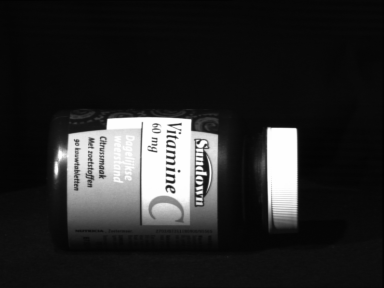 Sundown
Vitamine C
60 mg
Dagelijkse
weerstand
Citrussmaak
Met zoetstoffen
90 kauwtabletten